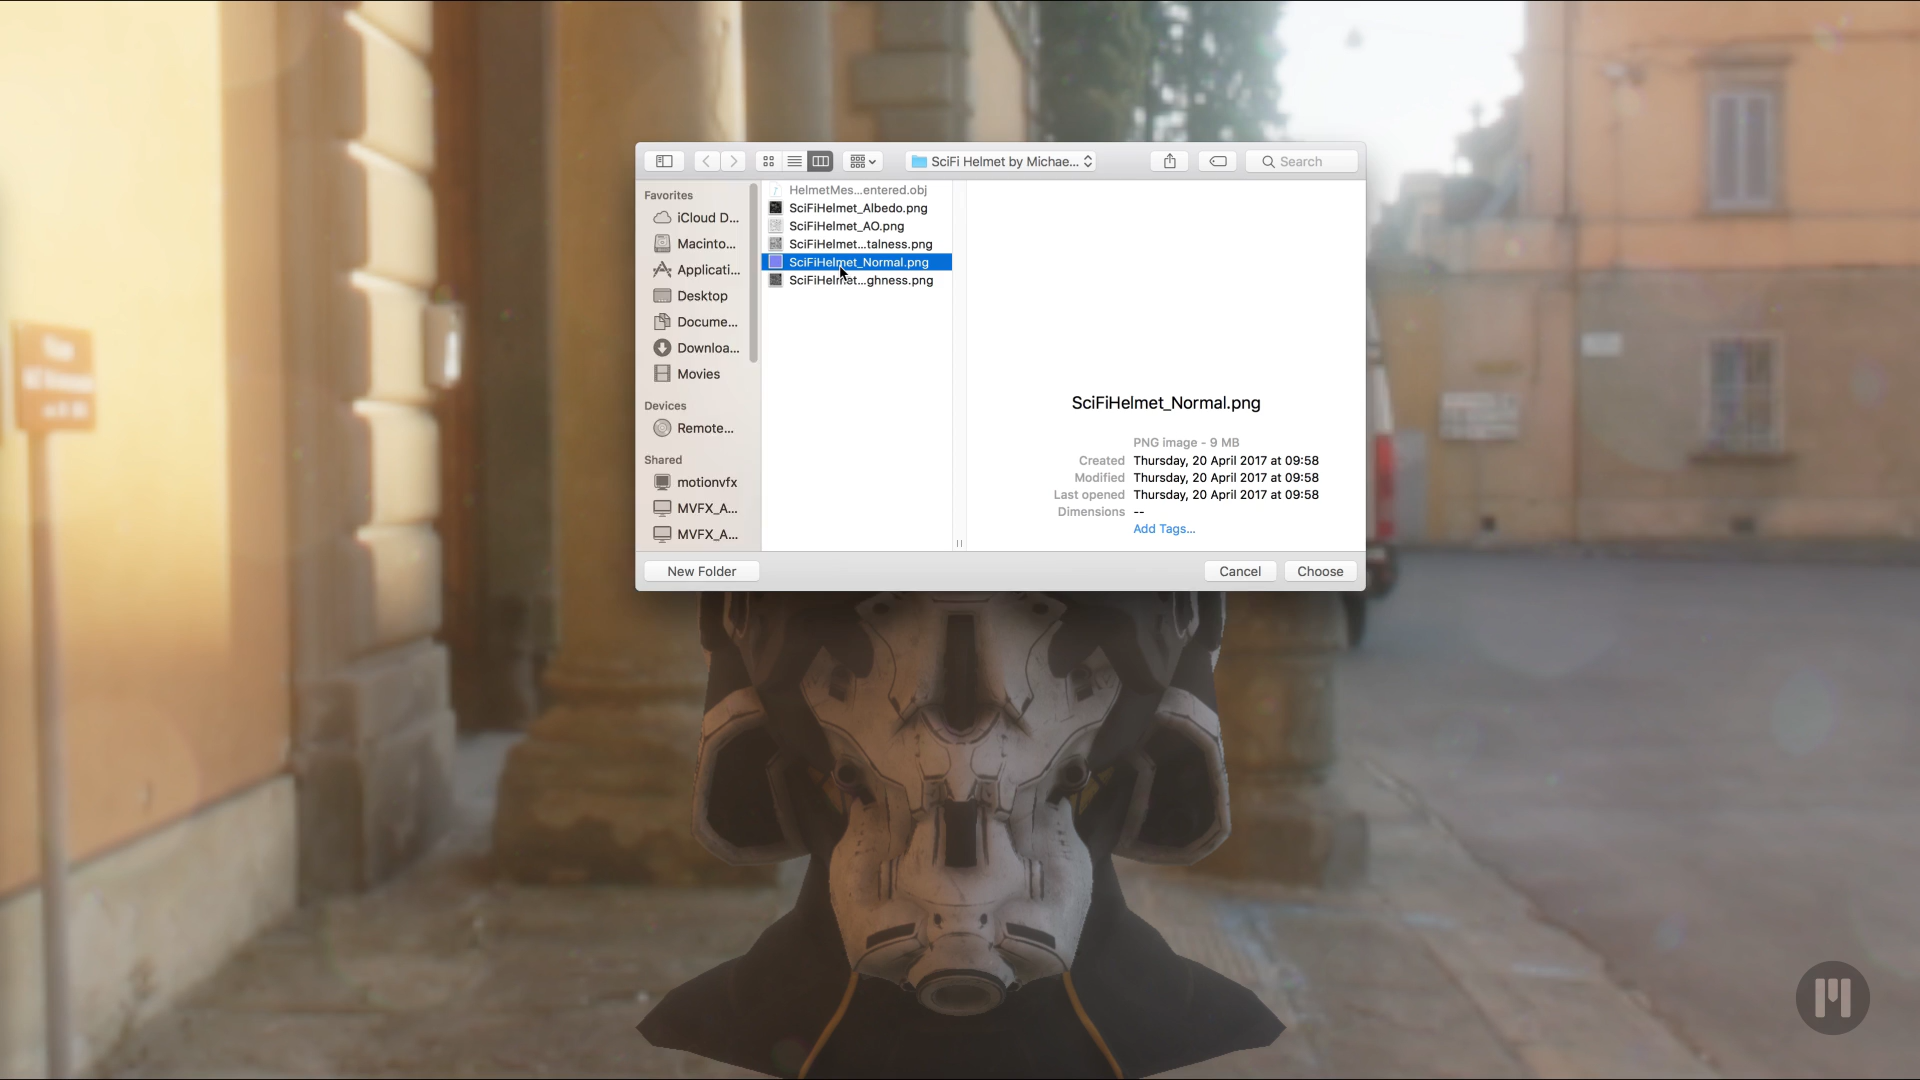 SciFi Helmet by Michae...
Search
Favorites
iCloud D...
Macinto...
Applicati...
Desktop
Docume...
Downloa...
Movies
Devices
Remote...
Shared
motionvfx
MVFX_A...
MVFX_A...
HelmetMes...entered.obj
SciFiHelmet_Albedo.png
SciFiHelmet_AO.png
SciFiHelmet...talness.png
SciFiHelmet_Normal.png
SciFiHelmet...ghness.png
SciFiHelmet_Normal.png
PNG image - 9 MB
Created Thursday, 20 April 2017 at 09:58
Modified Thursday, 20 April 2017 at 09:58
Last opened Thursday, 20 April 2017 at 09:58
Dimensions --
Add Tags...
New Folder
Cancel
Choose